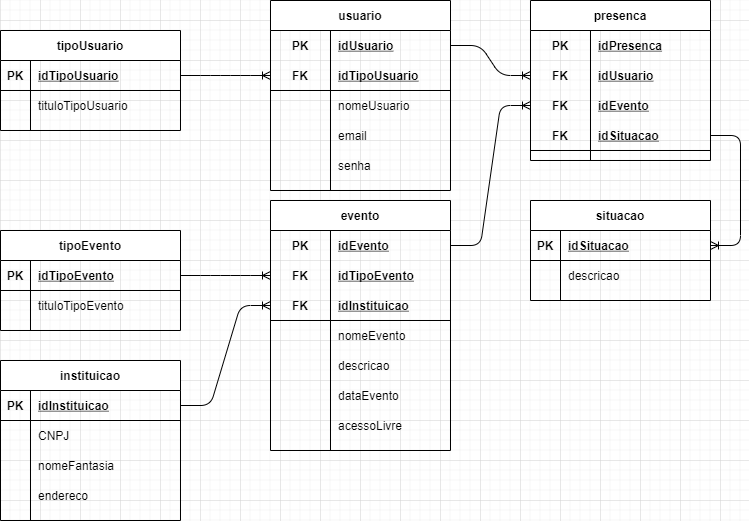 tipoUsuario
PK idTipoUsuario
tituloTipoUsuario
usuario
PK idUsuario
FK idTipoUsuario
nomeUsuario
email
senha
presenca
PK idPresenca
FK idUsuario
FK idEvento
FK idSituacao
tipoEvento
PK idTipoEvento
tituloTipoEvento
evento
PK idEvento
FK idTipoEvento
FK idInstituicao
nomeEvento
descricao
dataEvento
acessoLivre
situacao
PK idSituacao
descricao
instituicao
PK idInstituicao
CNPJ
nomeFantasia
endereco